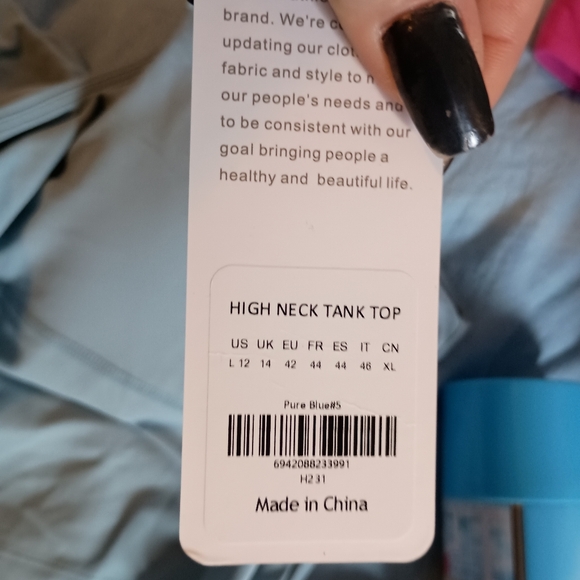 brand. We're
updating our
fabric and style to
our people's needs and
to be consistent with our
goal bringing people a
healthy and beautiful life.
HIGH NECK TANK TOP
US UK EU FR ES IT CN
L 12 14 42 44 44 46 XL
Pure Blue#5
6942088233991
H231
Made in China